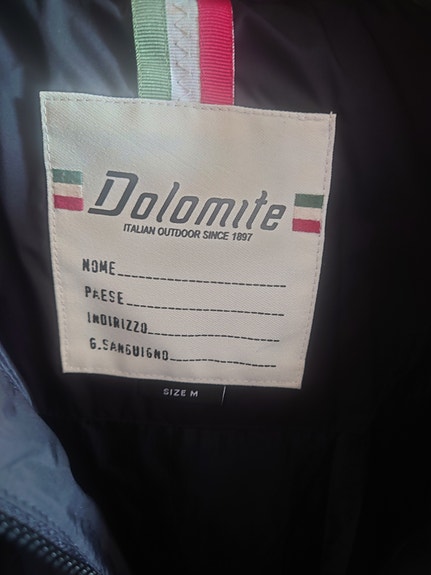 Dolomite
ITALIAN OUTDOOR SINCE 1897
NOME
PAESE
INDIRIZZO
G.SANGUIGNO
SIZE M